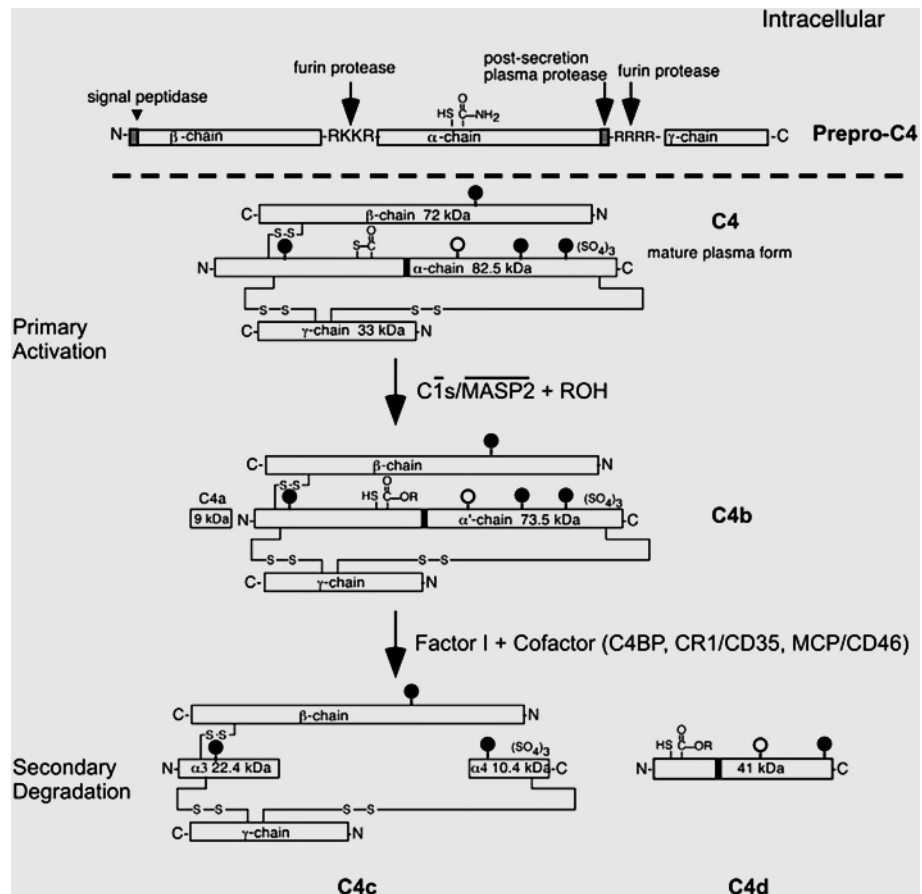 Intracellular
post-secretion
furin protease plasma protease furin protease
signal peptidase
O
HS C–NH₂
N- β-chain -RKKR- α-chain -RRRR- γ-chain -C Prepro-C4
C- β-chain 72 kDa -N C4
S-S S–C O (SO₄)₃ mature plasma form
N- α-chain 82.5 kDa -C
S–S S–S
C- γ-chain 33 kDa -N
Primary
Activation
C1s/MASP2 + ROH
C- β-chain -N
S-S O
C4a HS C–OR (SO₄)₃
9 kDa N- α'-chain 73.5 kDa -C C4b
S–S S–S
C- γ-chain -N
Factor I + Cofactor (C4BP, CR1/CD35, MCP/CD46)
C- β-chain -N
S-S (SO₄)₃ O
HS C–OR
Secondary
Degradation
N- α3 22.4 kDa α4 10.4 kDa -C N- 41 kDa -C
S–S S–S
C- γ-chain -N
C4c C4d